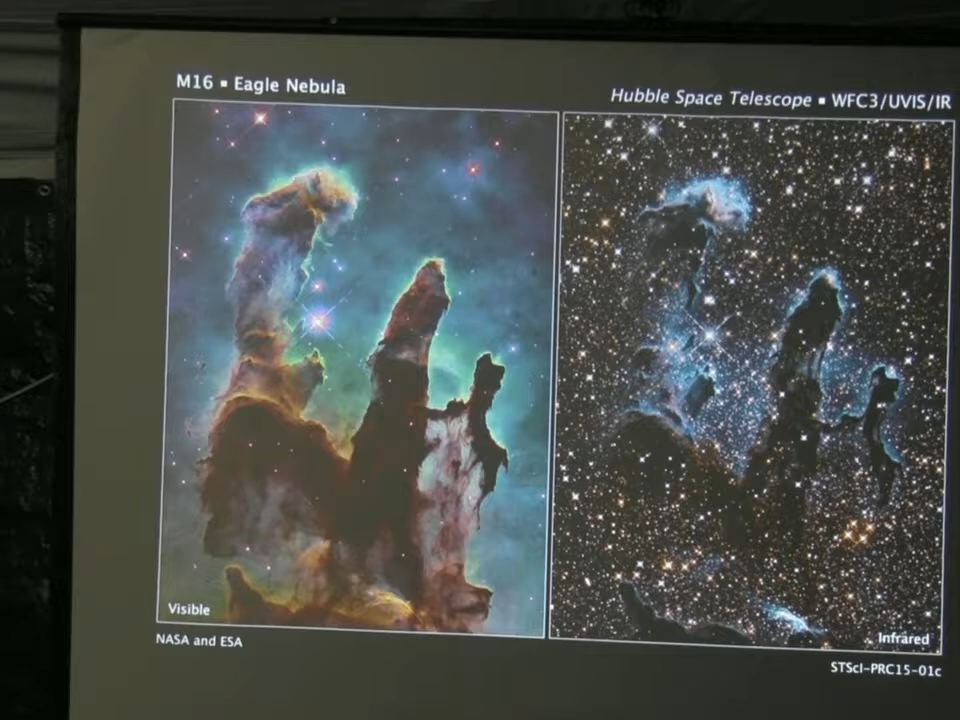 M16 ▪ Eagle Nebula
Hubble Space Telescope ▪ WFC3/UVIS/IR
Visible
Infrared
NASA and ESA
STScI-PRC15-01c